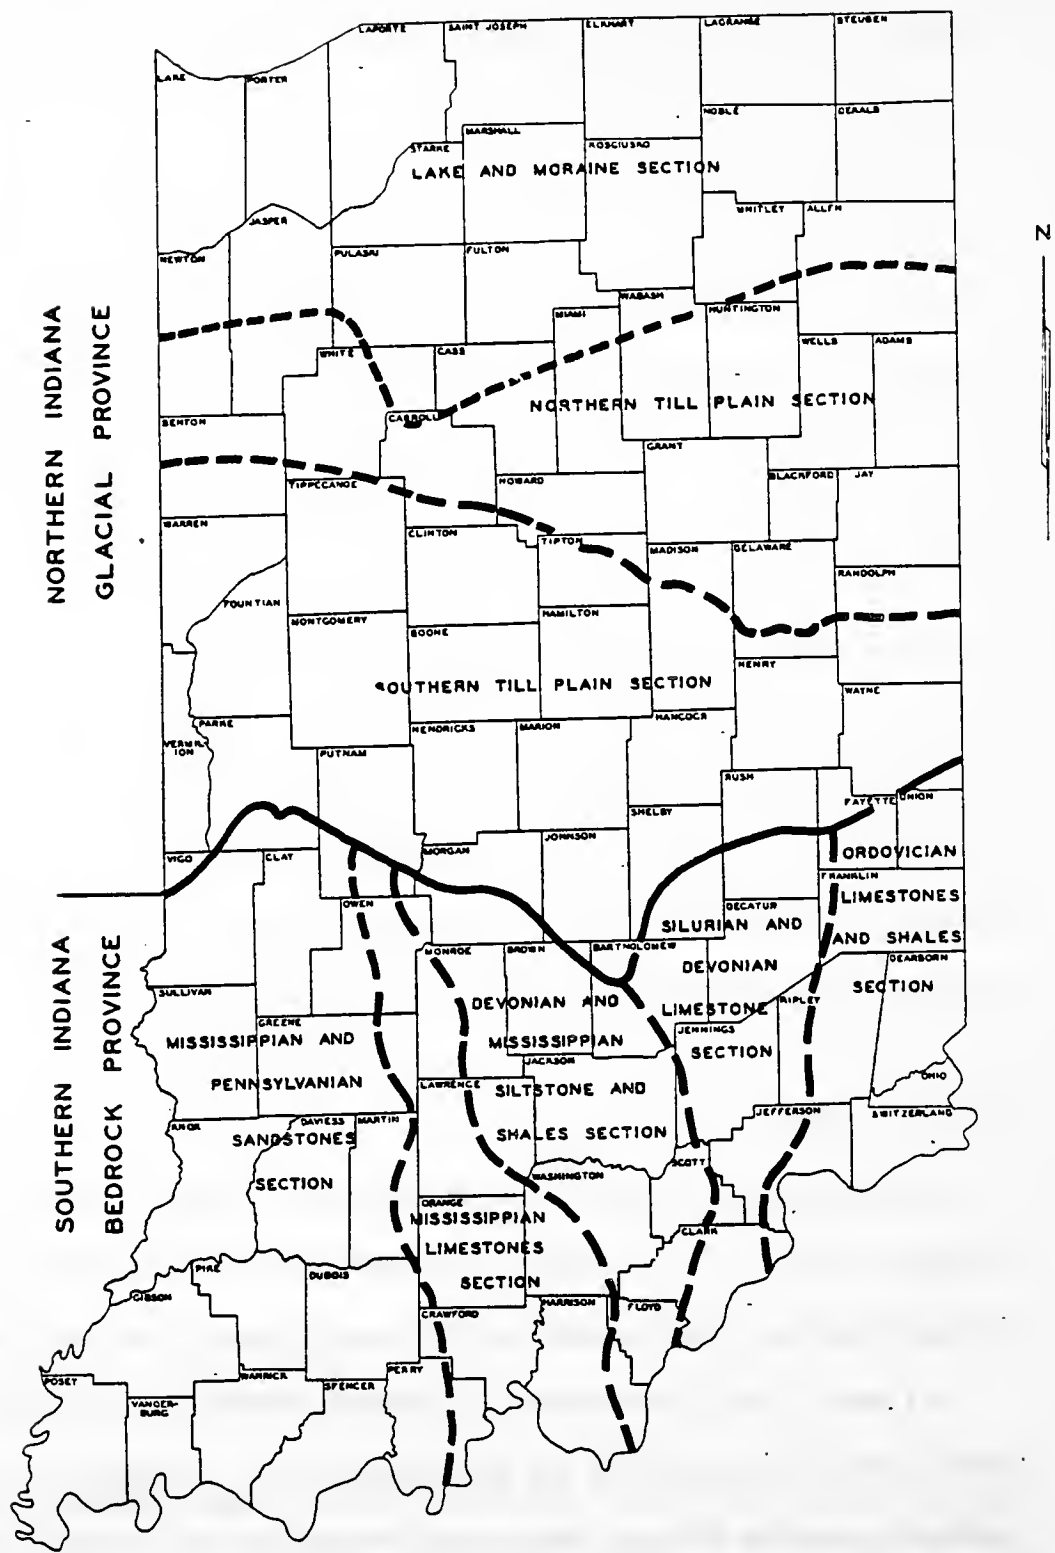 LAPORTE
SAINT JOSEPH
ELKHART
LAGRANGE
STEUBEN
LAKE
PORTER
NOBLE
DEKALB
MARSHALL
STARKE
KOSCIUSKO
LAKE AND MORAINE SECTION
WHITLEY
ALLEN
JASPER
NEWTON
PULASKI
FULTON
N
WABASH
MIAMI
HUNTINGTON
WHITE
CASS
WELLS
ADAMS
NORTHERN TILL PLAIN SECTION
CARROLL
BENTON
GRANT
NORTHERN INDIANA
GLACIAL PROVINCE
TIPPECANOE
HOWARD
BLACKFORD
JAY
WARREN
CLINTON
TIPTON
MADISON
DELAWARE
RANDOLPH
FOUNTIAN
MONTGOMERY
BOONE
HAMILTON
HENRY
SOUTHERN TILL PLAIN SECTION
WAYNE
PARKE
HENDRICKS
MARION
HANCOCK
VERMIL-
ION
PUTNAM
RUSH
FAYETTE
UNION
SHELBY
JOHNSON
MORGAN
VIGO
CLAY
ORDOVICIAN
FRANKLIN
LIMESTONES
AND SHALES
SECTION
OWEN
DECATUR
SILURIAN AND
DEVONIAN
LIMESTONE
SECTION
MONROE
BROWN
BARTHOLOMEW
DEARBORN
RIPLEY
SULLIVAN
GREENE
DEVONIAN AND
MISSISSIPPIAN
SILTSTONE AND
SHALES SECTION
JENNINGS
JACKSON
MISSISSIPPIAN AND
PENNSYLVANIAN
SANDSTONES
SECTION
LAWRENCE
OHIO
SOUTHERN INDIANA
BEDROCK PROVINCE
KNOX
DAVIESS
MARTIN
JEFFERSON
SWITZERLAND
SCOTT
WASHINGTON
ORANGE
MISSISSIPPIAN
LIMESTONES
SECTION
CLARK
PIKE
DUBOIS
GIBSON
HARRISON
FLOYD
CRAWFORD
PERRY
POSEY
WARRICK
SPENCER
VANDER-
BURG